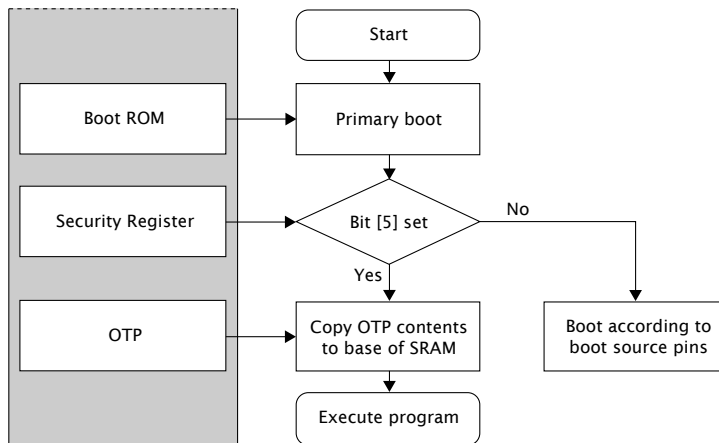 Start
Boot ROM
Primary boot
Security Register
Bit [5] set
No
Yes
OTP
Copy OTP contents
to base of SRAM
Boot according to
boot source pins
Execute program